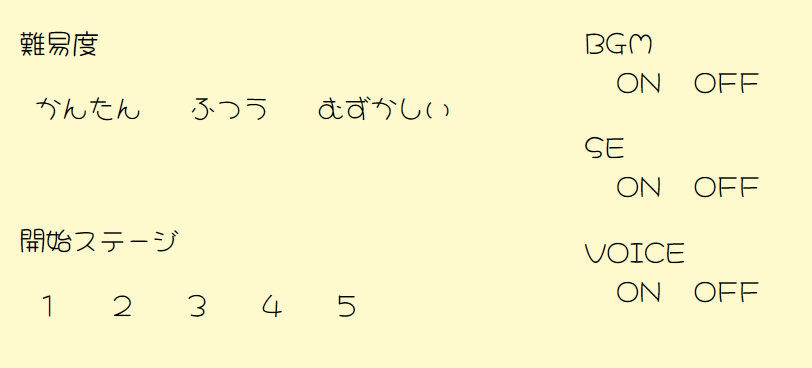 難易度
かんたん ふつう むずかしい
開始ステージ
1 2 3 4 5
BGM
ON OFF
SE
ON OFF
VOICE
ON OFF